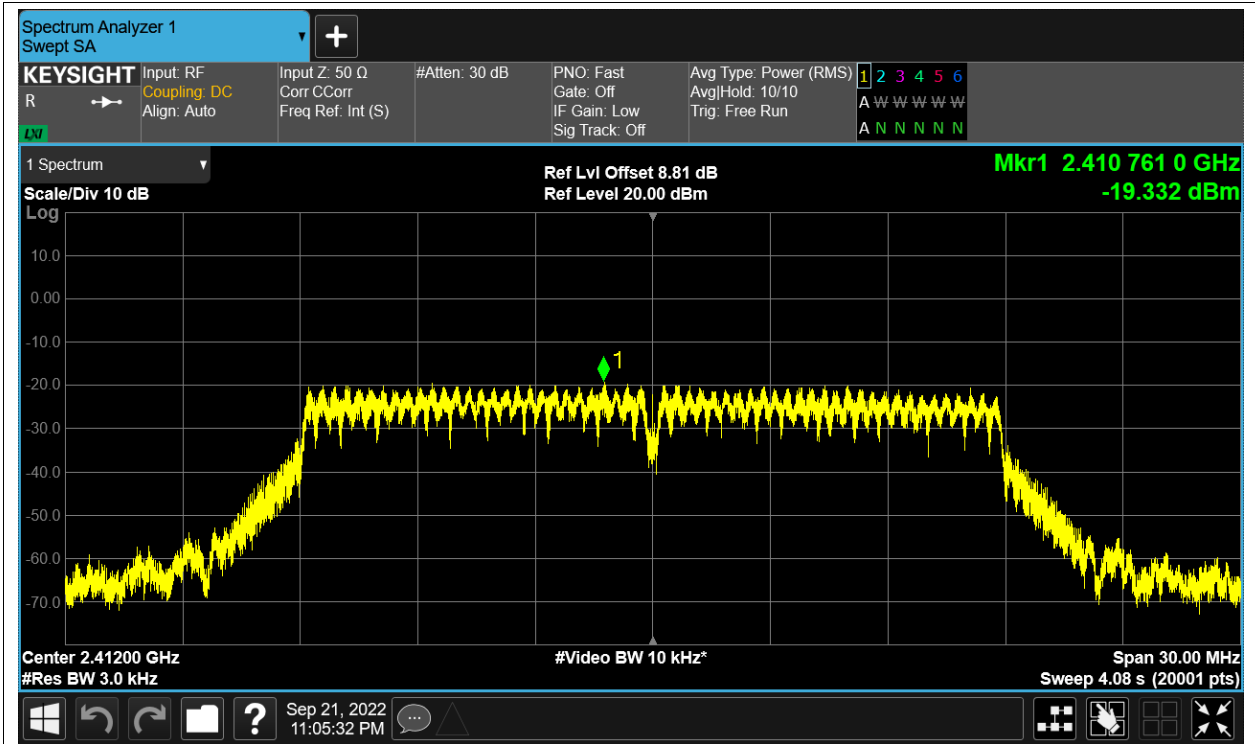 Spectrum Analyzer 1
Swept SA
KEYSIGHT
R
LXI
Input: RF
Coupling: DC
Align: Auto
Input Z: 50 Ω
Corr CCorr
Freq Ref: Int (S)
#Atten: 30 dB
PNO: Fast
Gate: Off
IF Gain: Low
Sig Track: Off
Avg Type: Power (RMS)
Avg|Hold: 10/10
Trig: Free Run
1 2 3 4 5 6
A W W W W W
A N N N N N
1 Spectrum
Scale/Div 10 dB
Log
Ref Lvl Offset 8.81 dB
Ref Level 20.00 dBm
Mkr1 2.410 761 0 GHz
-19.332 dBm
10.0
0.00
-10.0
1
-20.0
-30.0
-40.0
-50.0
-60.0
-70.0
Center 2.41200 GHz
#Video BW 10 kHz*
Span 30.00 MHz
#Res BW 3.0 kHz
Sweep 4.08 s (20001 pts)
?
Sep 21, 2022
11:05:32 PM